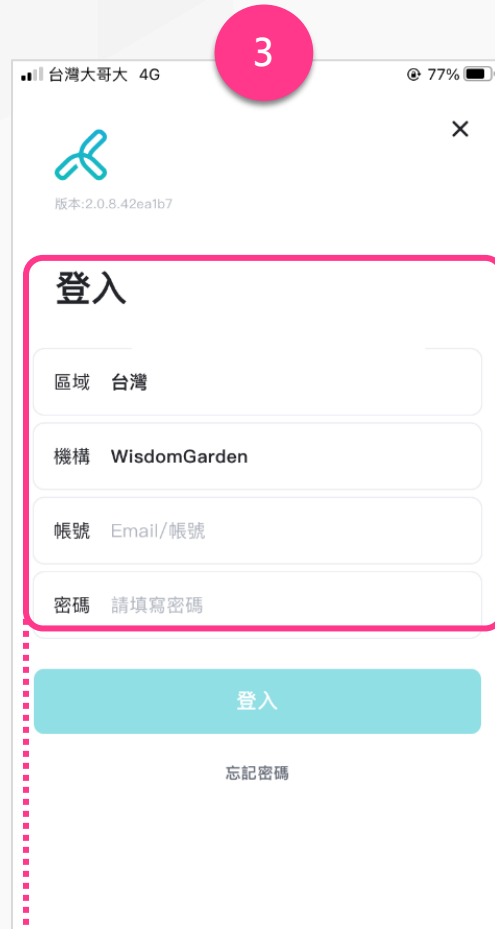 3
台灣大哥大 4G
77%
版本:2.0.8.42ea1b7
登入
區域 台灣
機構 WisdomGarden
帳號 Email/帳號
密碼 請填寫密碼
登入
忘記密碼